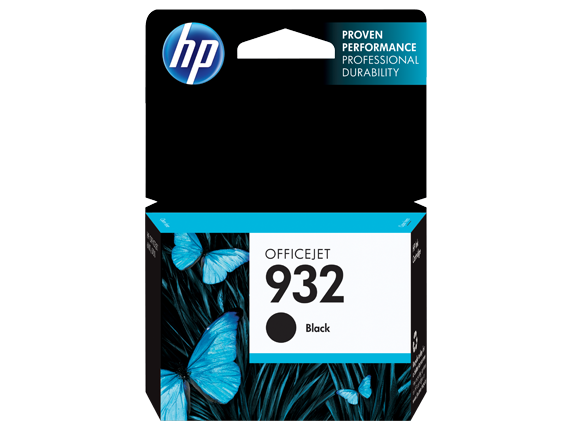 hp
PROVEN
PERFORMANCE
PROFESSIONAL
DURABILITY
OFFICEJET
932
Black